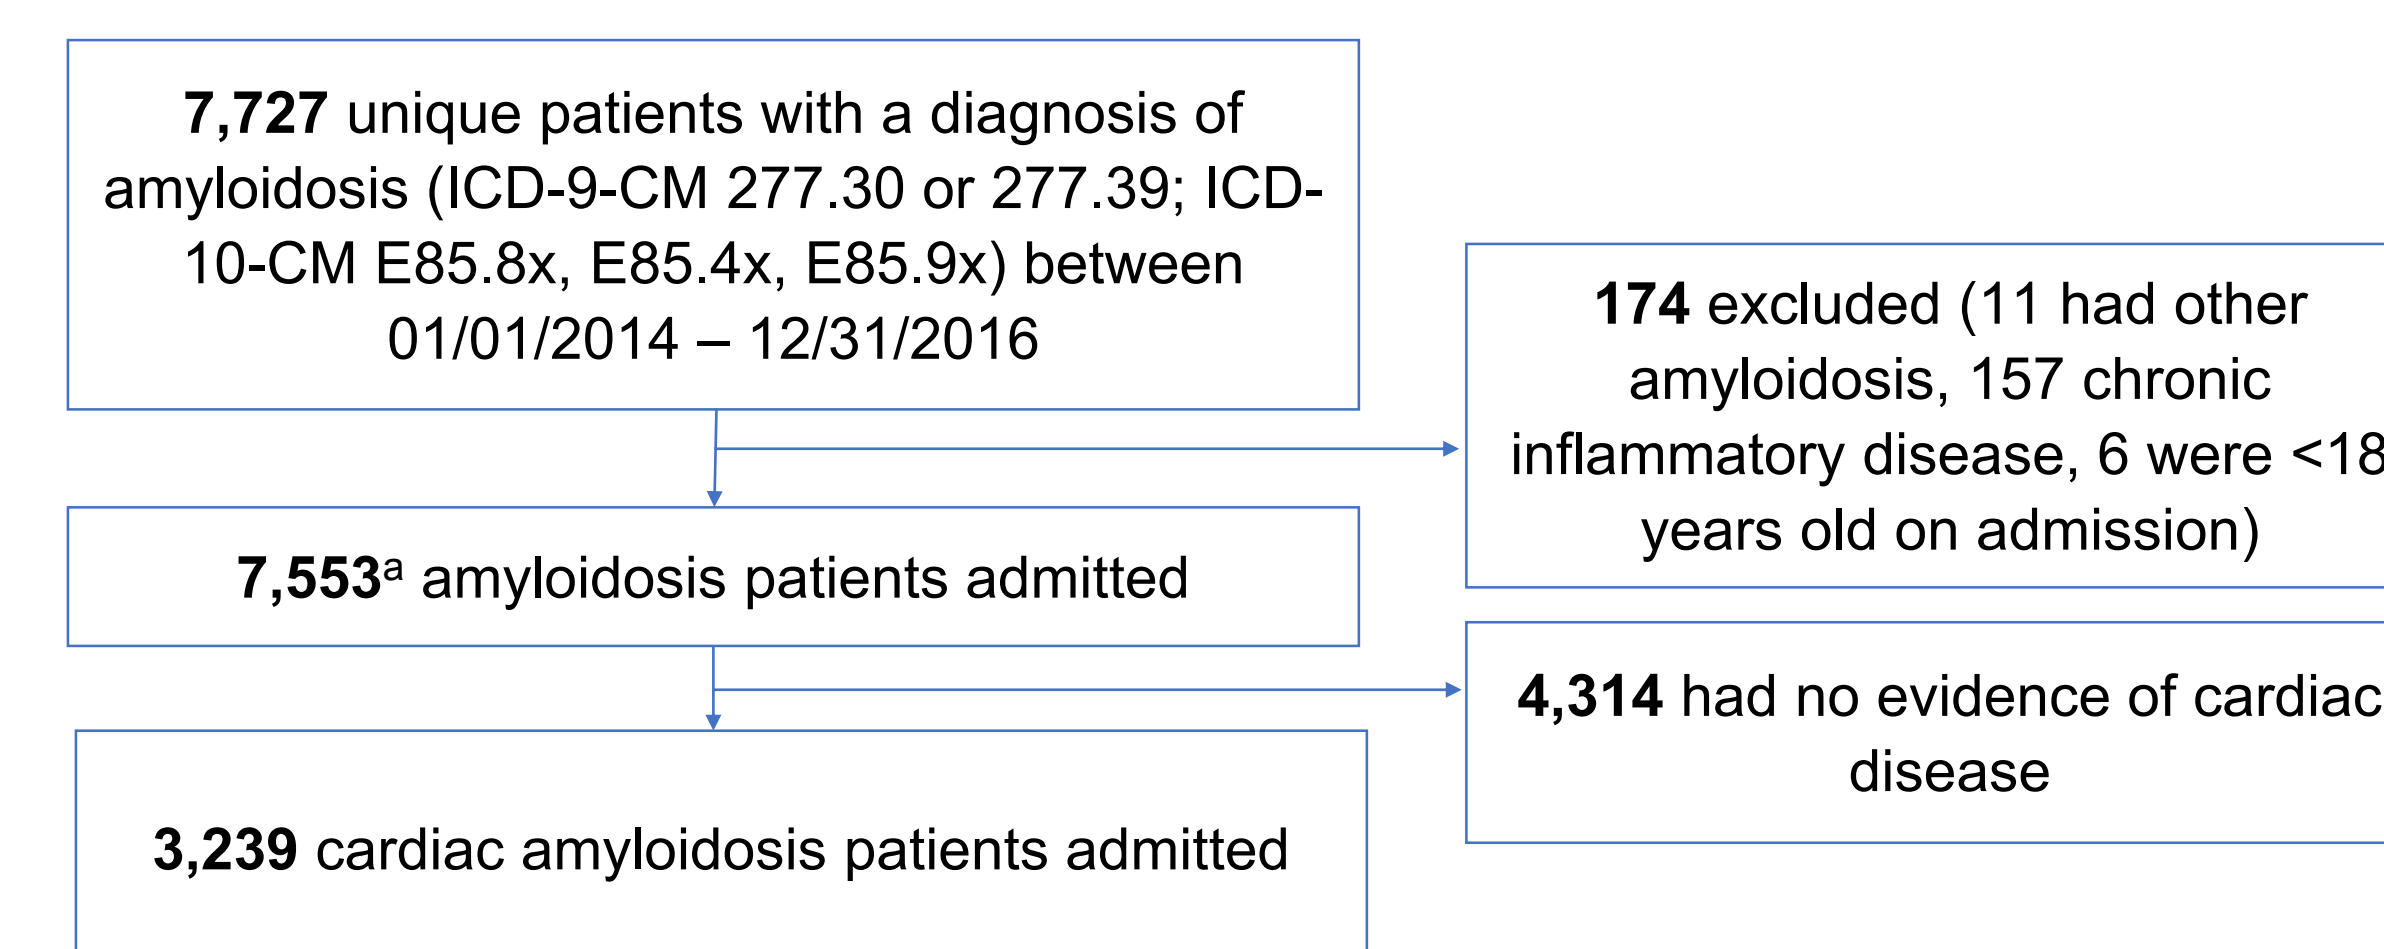 7,727 unique patients with a diagnosis of
amyloidosis (ICD-9-CM 277.30 or 277.39; ICD-
10-CM E85.8x, E85.4x, E85.9x) between
01/01/2014 – 12/31/2016
174 excluded (11 had other
amyloidosis, 157 chronic
inflammatory disease, 6 were <18
years old on admission)
7,553ᵃ amyloidosis patients admitted
4,314 had no evidence of cardiac
disease
3,239 cardiac amyloidosis patients admitted